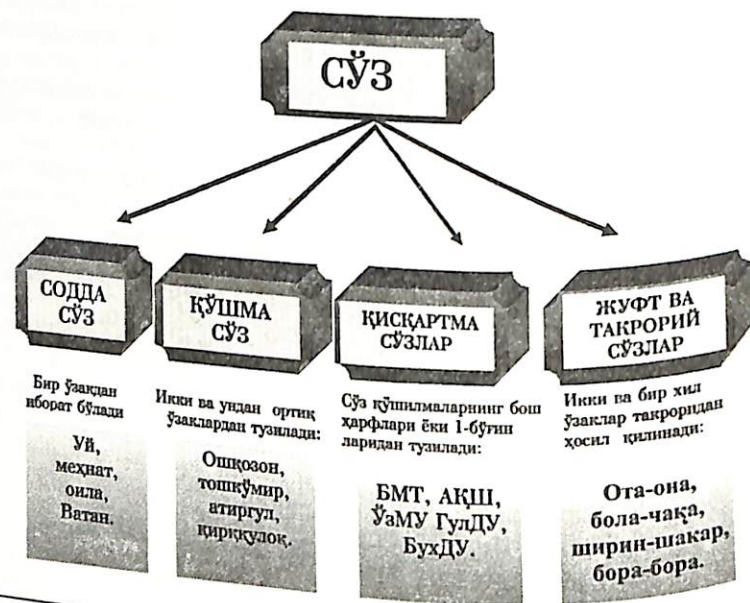 СЎЗ
СОДДА
СЎЗ
Бир ўзакдан
иборат бўлади
Уй,
меҳнат,
оила,
Ватан.
ҚЎШМА
СЎЗ
Икки ва ундан ортиқ
ўзаклардан тузилади:
Ошқозон,
тошкўмир,
атиргул,
қирққулоқ.
ҚИСҚАРТМА
СЎЗЛАР
Сўз қўшилмаларнинг бош
ҳарфлари ёки 1-бўғин
ларидан тузилади:
БМТ, АҚШ,
ЎзМУ ГулДУ,
БухДУ.
ЖУФТ ВА
ТАКРОРИЙ
СЎЗЛАР
Икки ва бир хил
ўзаклар такроридан
ҳосил қилинади:
Ота-она,
бола-чақа,
ширин-шакар,
бора-бора.